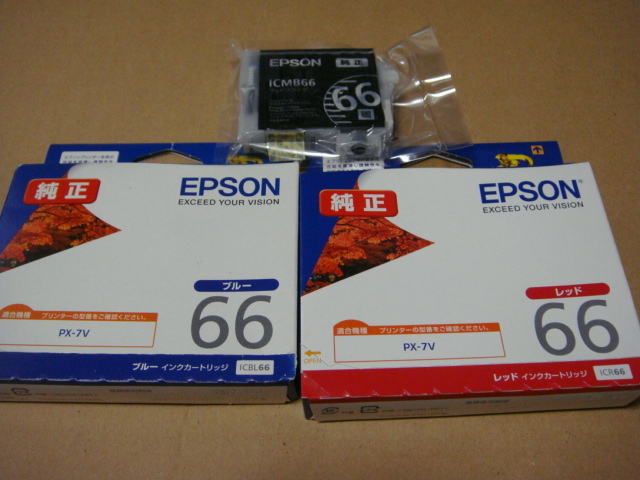 EPSON 純正
ICMB66
66
純正
EPSON
EXCEED YOUR VISION
ブルー
66
適合機種 プリンターの型番をご確認ください。
PX-7V
ブルー インクカートリッジ ICBL66
純正
EPSON
EXCEED YOUR VISION
レッド
66
適合機種 プリンターの型番をご確認ください。
PX-7V
OPEN
レッド インクカートリッジ ICR66